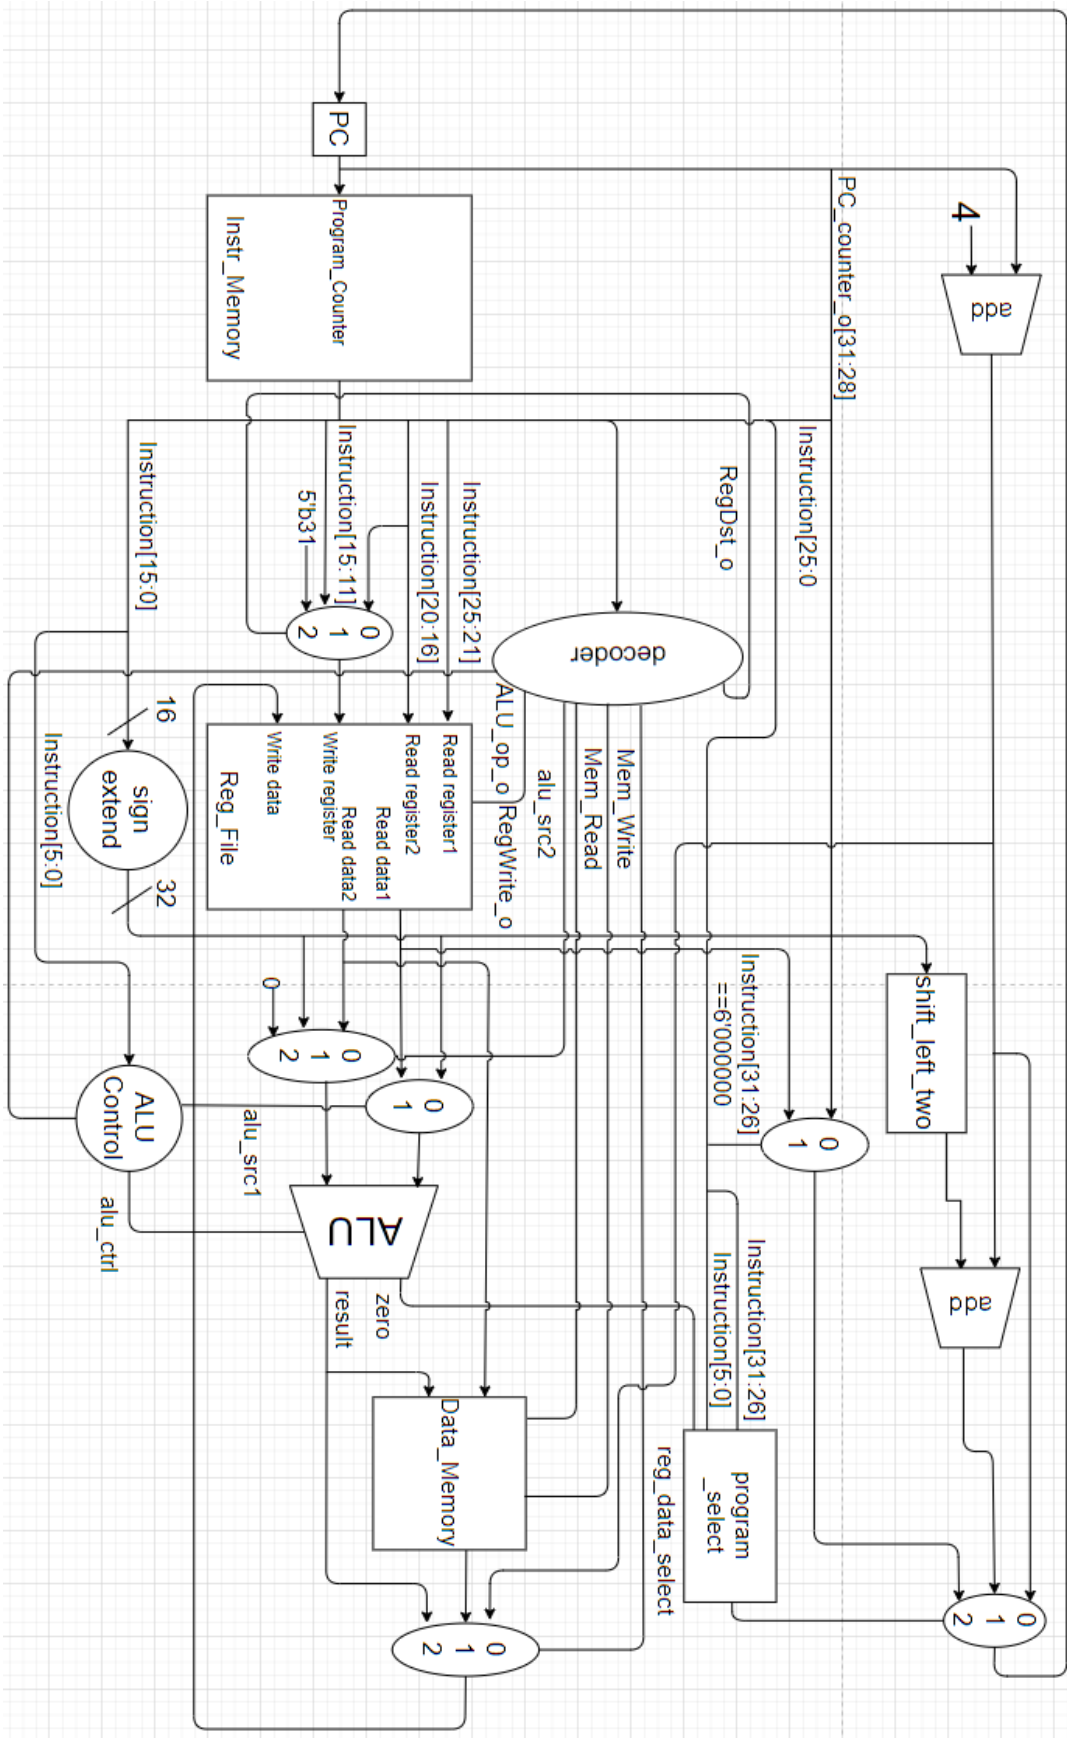 PC
Program_Counter
Instr_Memory
4
add
PC_counter_o[31:28]
Instruction[25:0
RegDst_o
Instruction[25:21]
Instruction[20:16]
Instruction[15:11]
5'b31
Instruction[15:0]
0
1
2
decoder
ALU_op_o
RegWrite_o
alu_src2
Mem_Read
Mem_Write
Read register1
Read register2
Read data1
Read data2
Write register
Write data
Reg_File
16
sign
extend
32
Instruction[5:0]
0
0
1
2
0
1
ALU
Control
alu_src1
alu_ctrl
ALU
zero
result
Instruction[31:26]
==6'000000
0
1
shift_left_two
add
Instruction[31:26]
Instruction[5:0]
program
_select
reg_data_select
Data_Memory
0
1
2
0
1
2